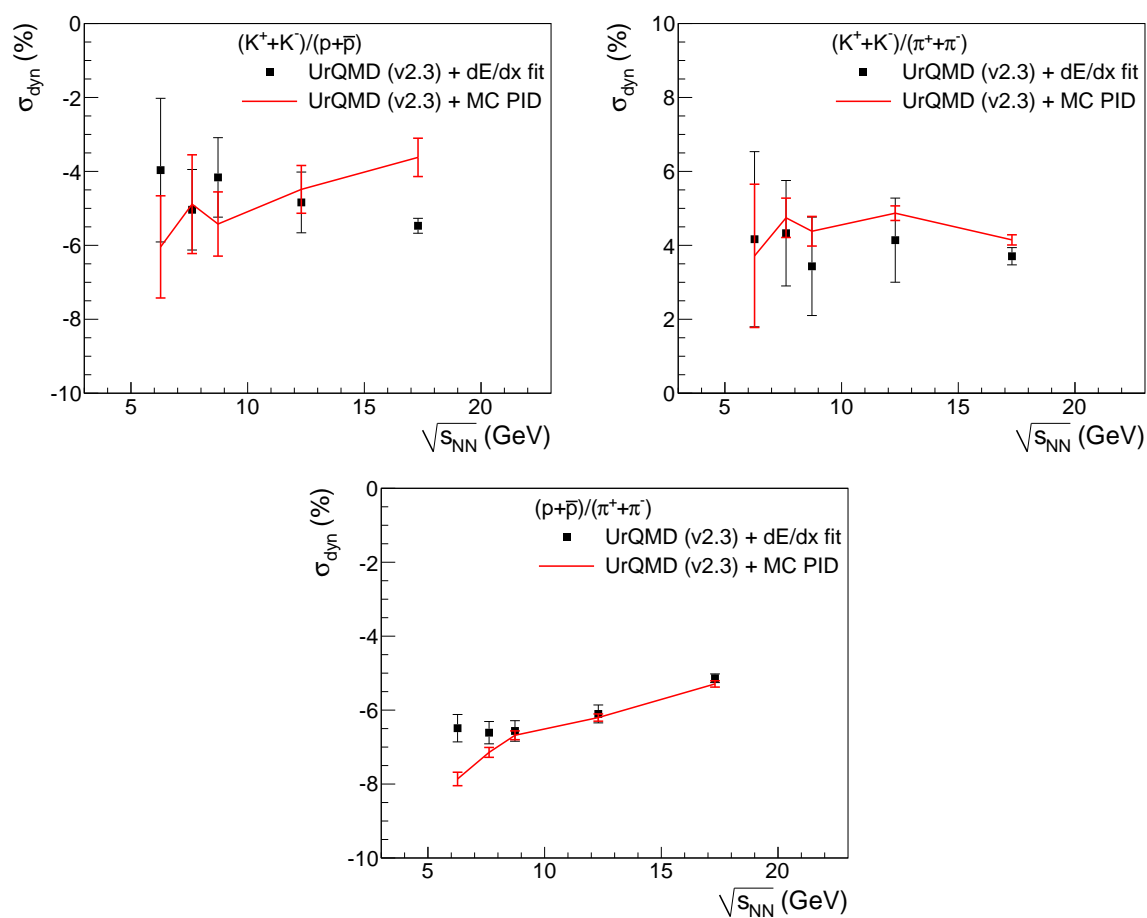 σdyn (%)
0
-2
-4
-6
-8
-10
(K⁺+K⁻)/(p+p̅)
UrQMD (v2.3) + dE/dx fit
UrQMD (v2.3) + MC PID
5 10 15 20
√sNN (GeV)
σdyn (%)
10
8
6
4
2
0
(K⁺+K⁻)/(π⁺+π⁻)
UrQMD (v2.3) + dE/dx fit
UrQMD (v2.3) + MC PID
5 10 15 20
√sNN (GeV)
σdyn (%)
0
-2
-4
-6
-8
-10
(p+p̅)/(π⁺+π⁻)
UrQMD (v2.3) + dE/dx fit
UrQMD (v2.3) + MC PID
5 10 15 20
√sNN (GeV)